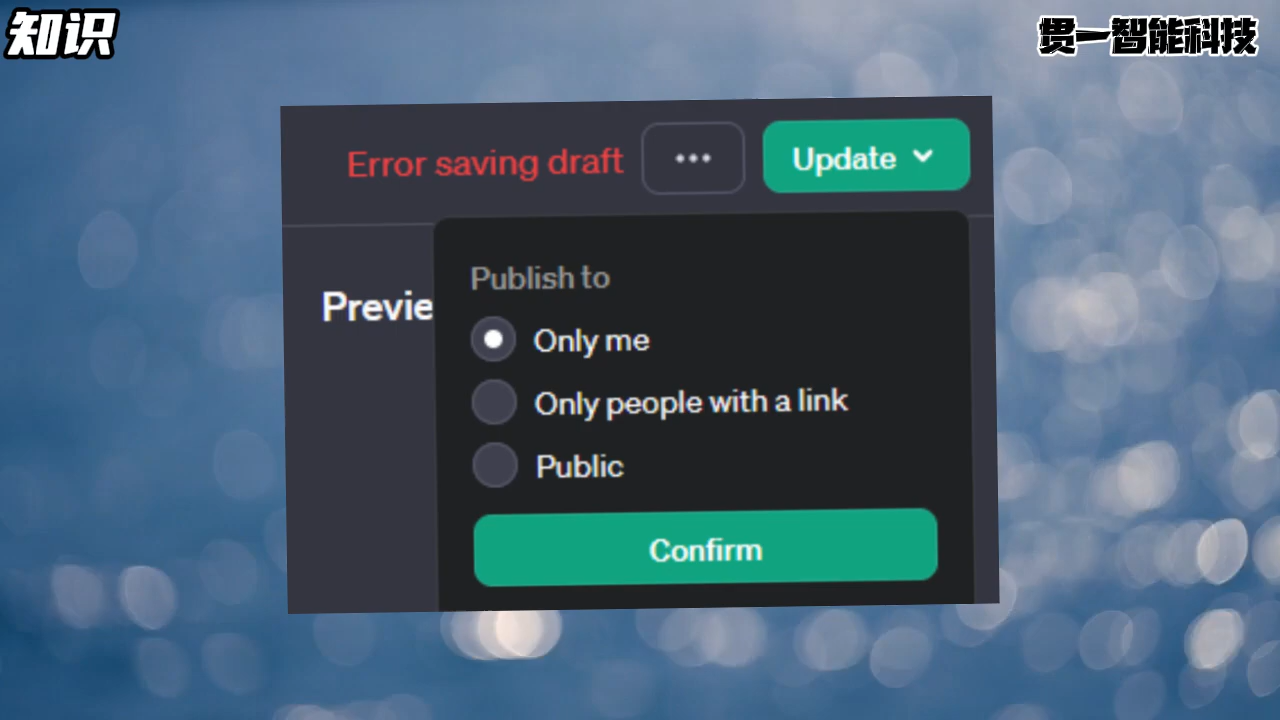 知识
贯一智能科技
Error saving draft
Update
Publish to
Previe
Only me
Only people with a link
Public
Confirm